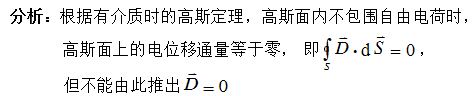 分析：根据有介质时的高斯定理，高斯面内不包围自由电荷时，
高斯面上的电位移通量等于零， 即 ∮_S D⃗·dS⃗=0，
但不能由此推出 D⃗=0